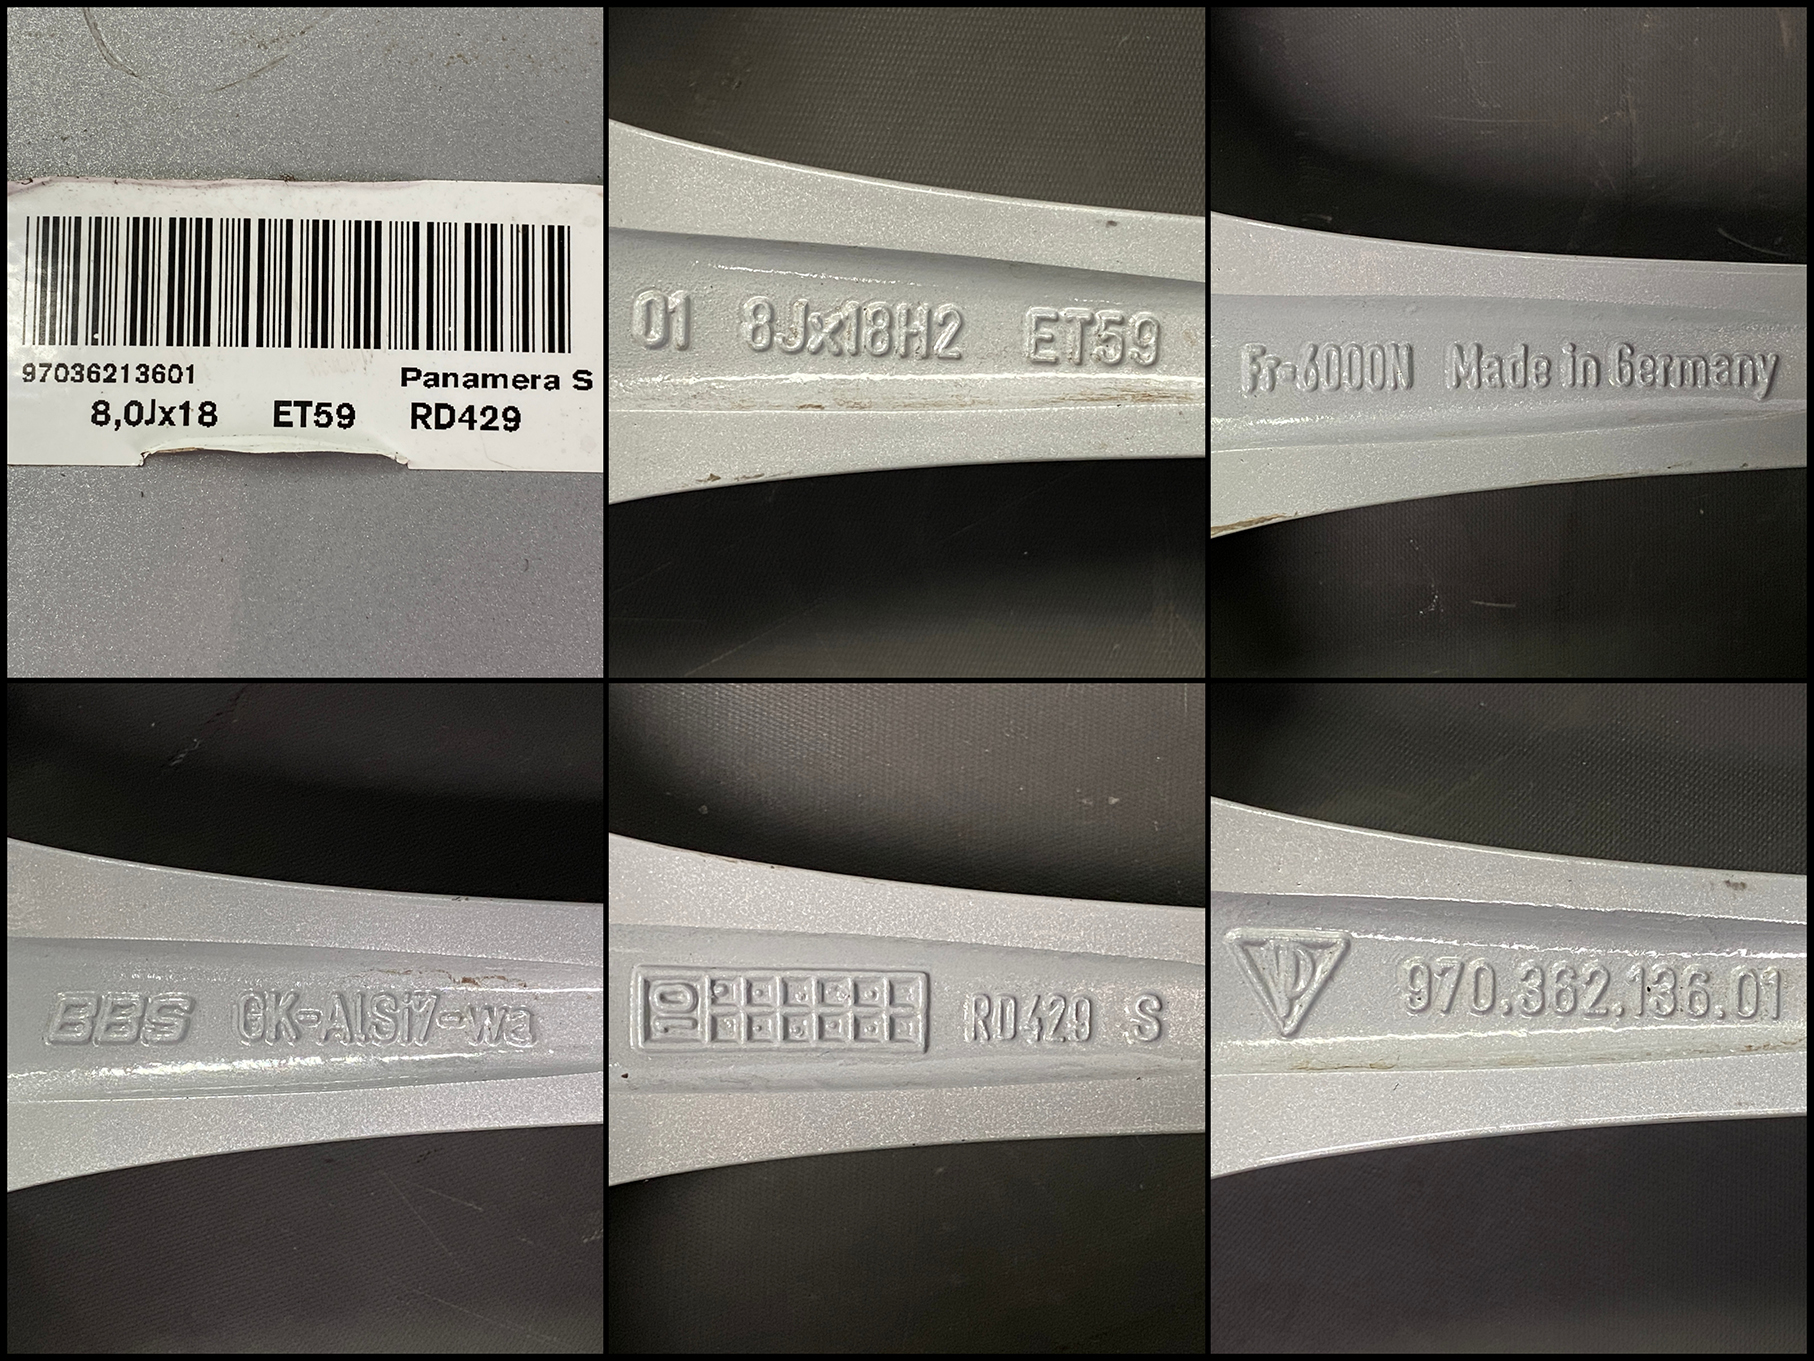 97036213601 Panamera S
8,0Jx18 ET59 RD429
01 8Jx18H2 ET59
Fr=6000N Made in Germany
BBS GK-AlSi7-wa
10 RD429 S
970.362.136.01